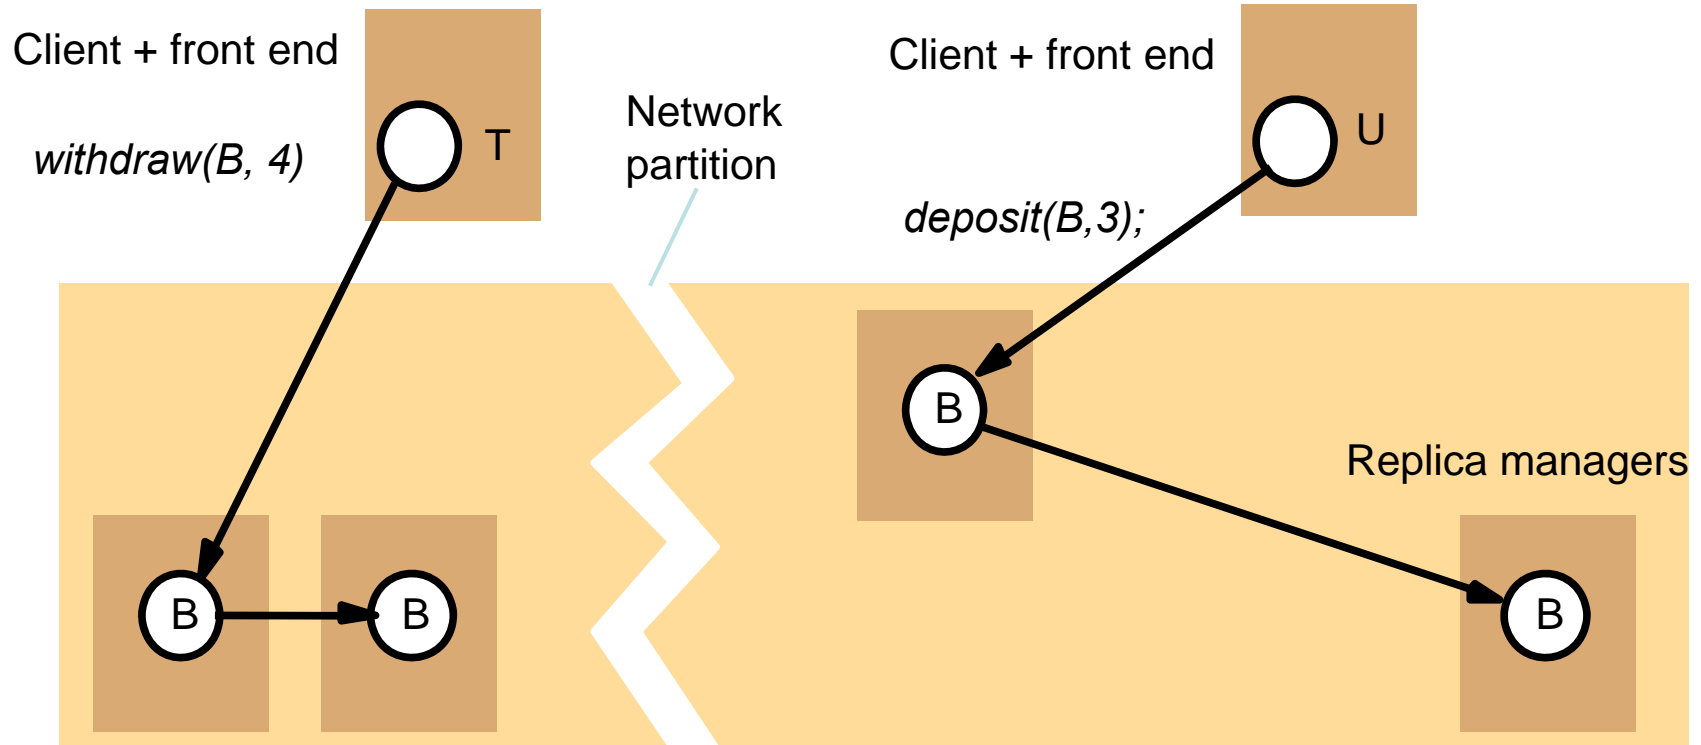 Client + front end
T
withdraw(B, 4)
Network
partition
Client + front end
U
deposit(B,3);
B
Replica managers
B
B
B